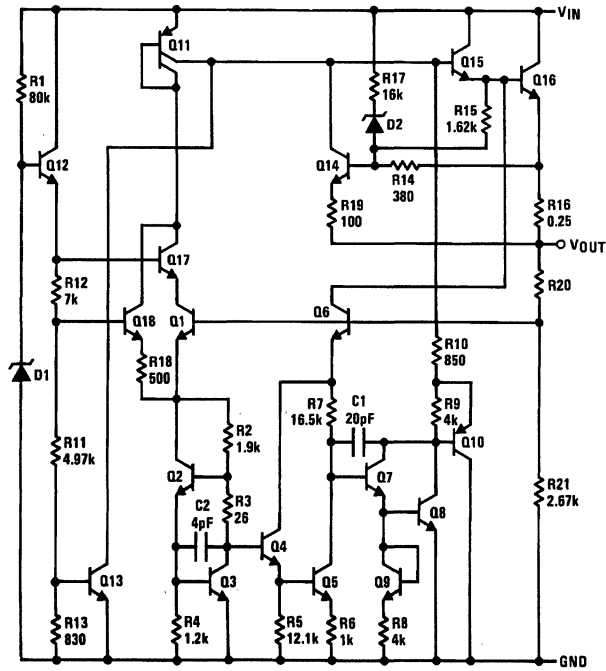 VIN
Q11
Q15
Q16
R1
80k
R17
16k
D2
R15
1.62k
Q12
Q14
R14
380
R19
100
R16
0.25
VOUT
R12
7k
Q17
Q18
Q1
Q6
R20
R18
500
R10
850
D1
R7
16.5k
C1
20pF
R9
4k
Q10
R11
4.97k
R2
1.9k
Q2
R3
26
C2
4pF
Q7
Q8
R21
2.67k
Q4
Q13
Q3
Q5
Q9
R13
830
R4
1.2k
R5
12.1k
R6
1k
R8
4k
GND